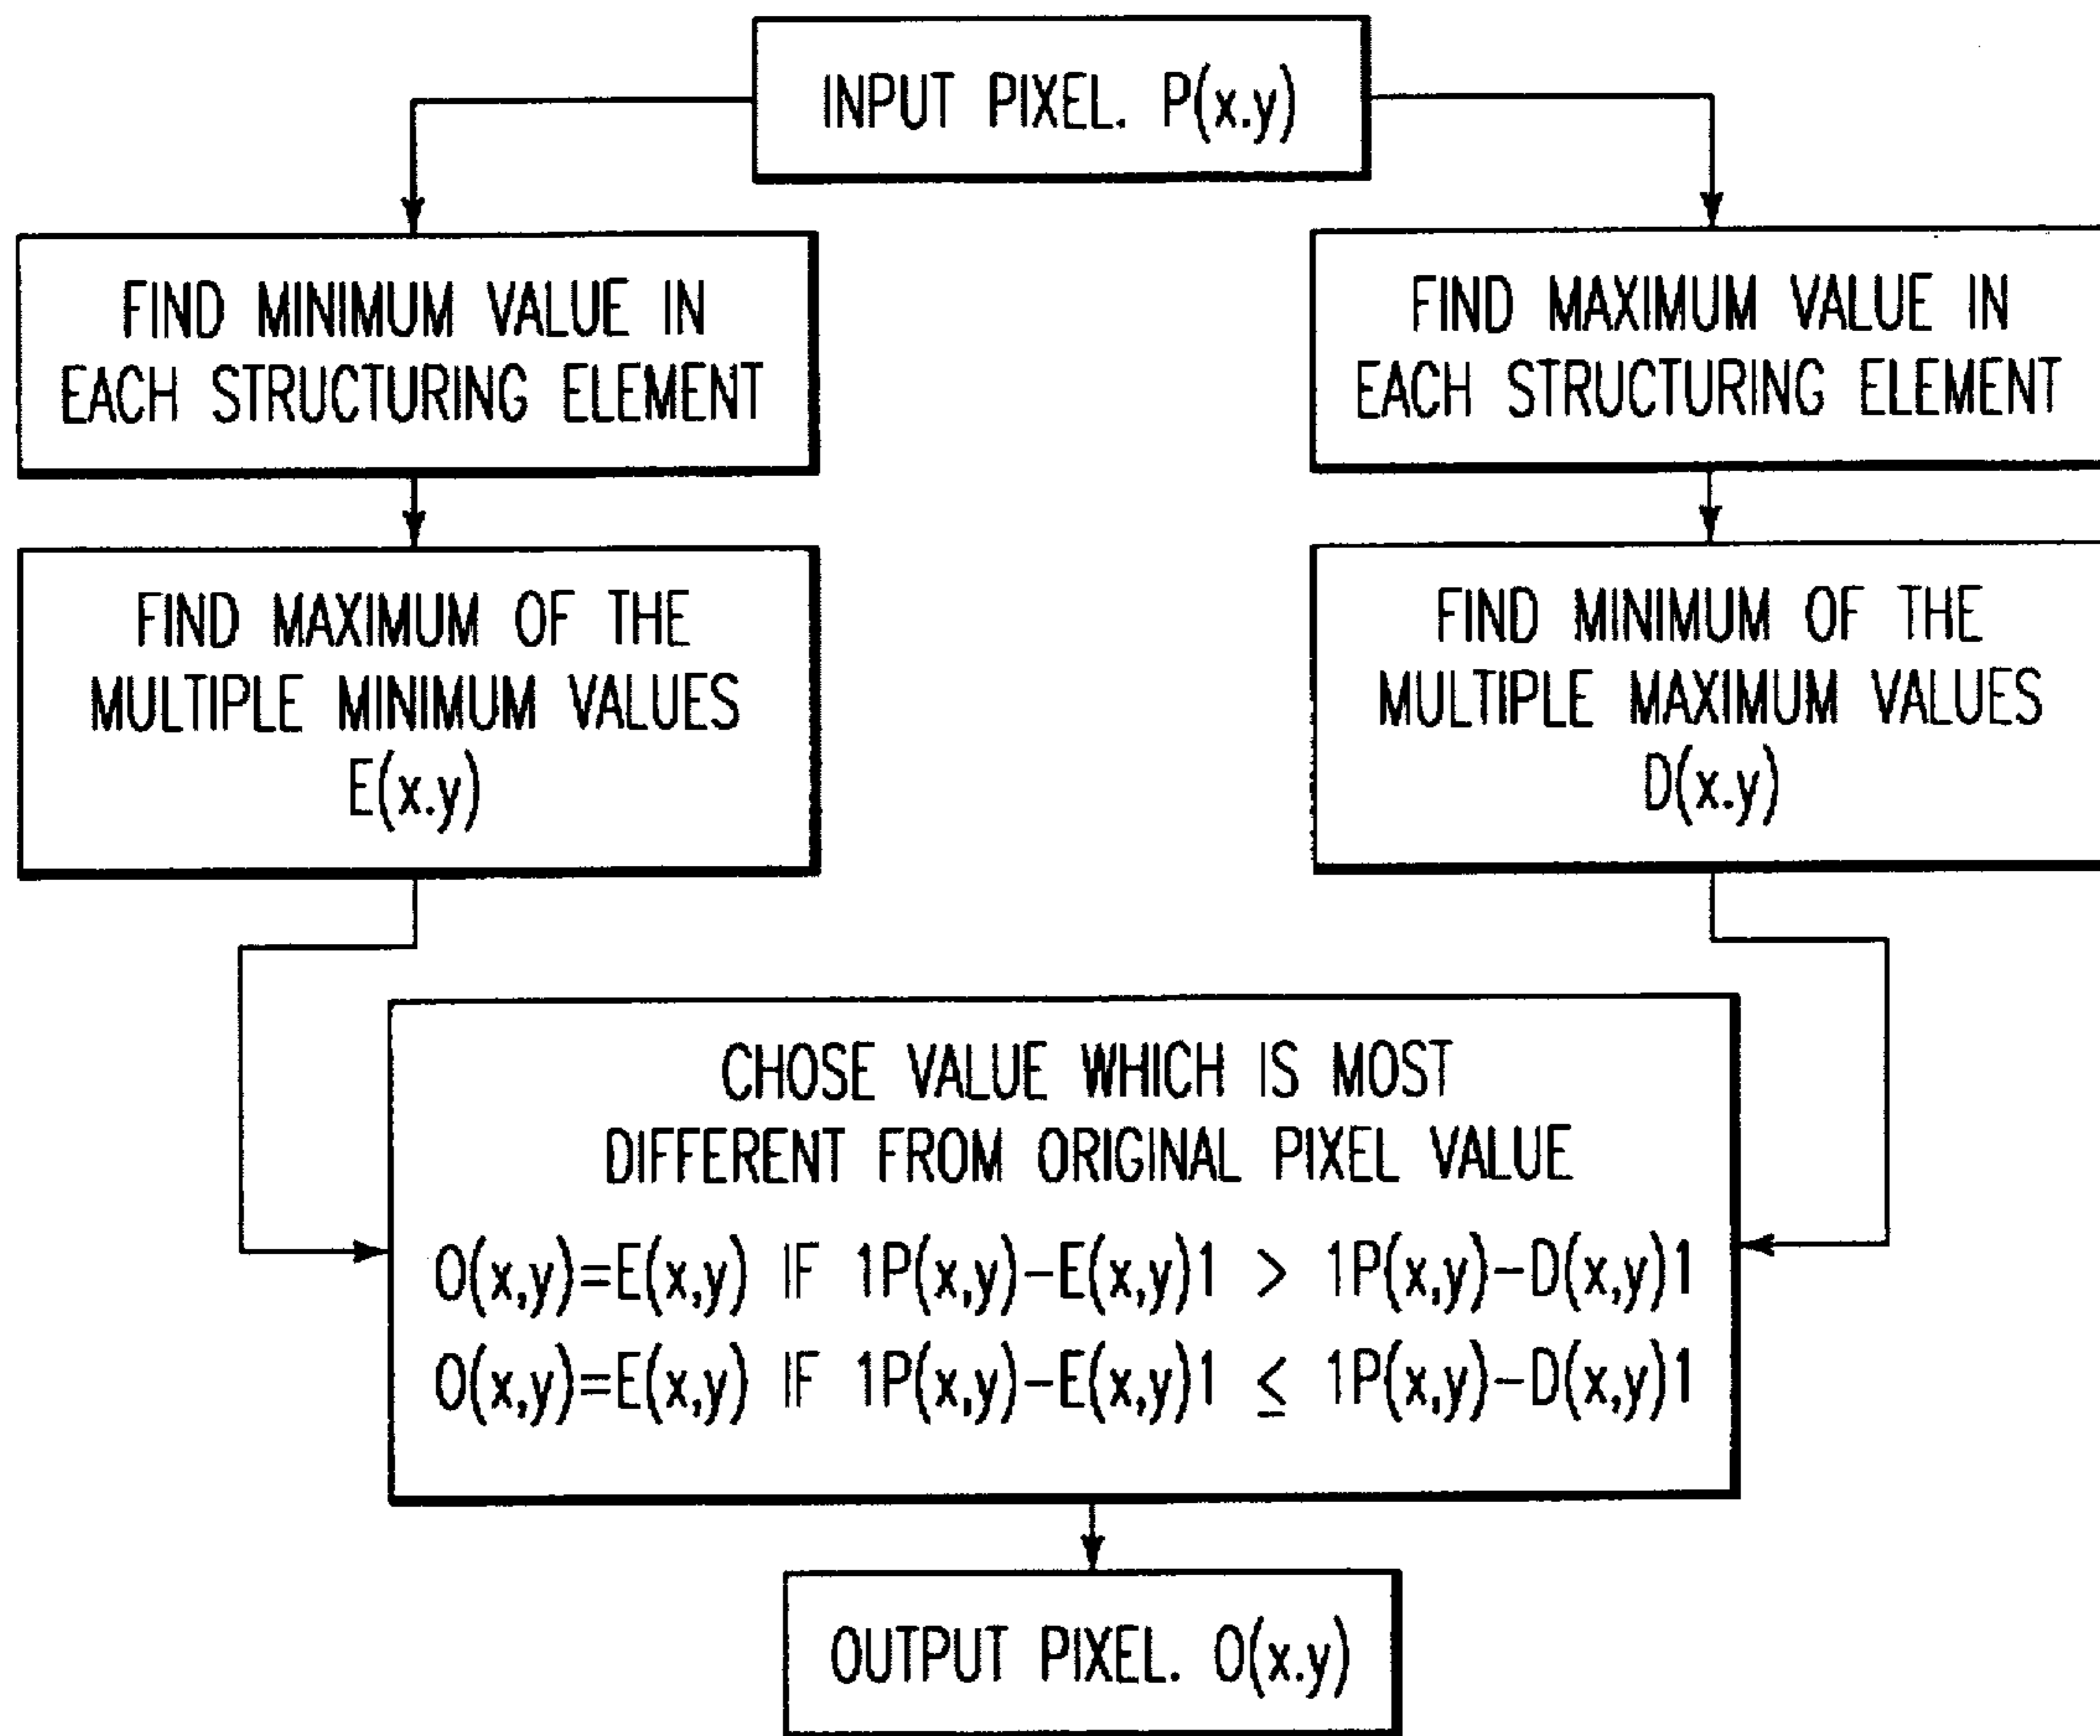 INPUT PIXEL. P(x.y)
FIND MINIMUM VALUE IN
EACH STRUCTURING ELEMENT
FIND MAXIMUM VALUE IN
EACH STRUCTURING ELEMENT
FIND MAXIMUM OF THE
MULTIPLE MINIMUM VALUES
E(x.y)
FIND MINIMUM OF THE
MULTIPLE MAXIMUM VALUES
D(x.y)
CHOSE VALUE WHICH IS MOST
DIFFERENT FROM ORIGINAL PIXEL VALUE
O(x,y)=E(x,y) IF 1P(x,y)-E(x,y)1 > 1P(x,y)-D(x,y)1
O(x,y)=E(x,y) IF 1P(x,y)-E(x,y)1 ≤ 1P(x,y)-D(x,y)1
OUTPUT PIXEL. O(x.y)